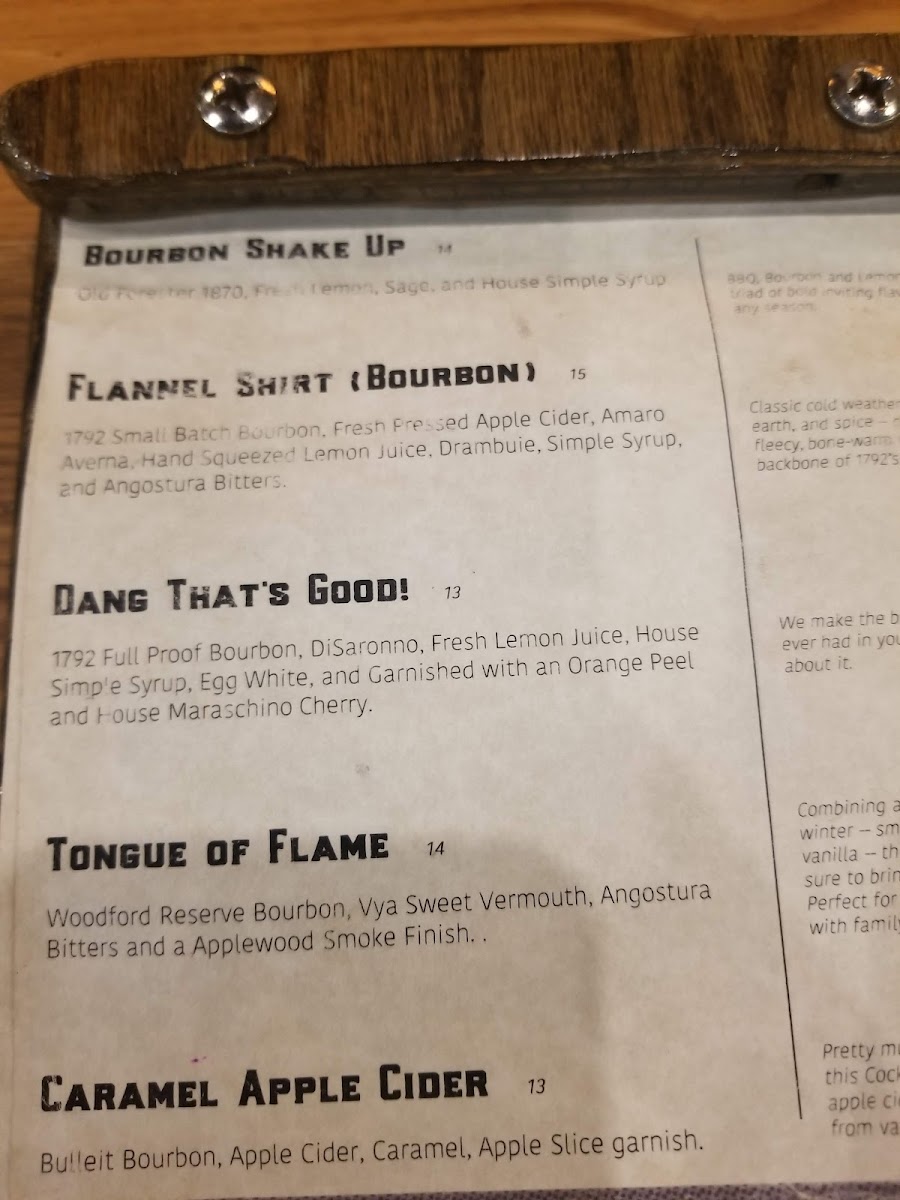 Bourbon Shake Up 14
Old Forester 1870, Fresh Lemon, Sage, and House Simple Syrup
Flannel Shirt (Bourbon) 15
1792 Small Batch Bourbon, Fresh Pressed Apple Cider, Amaro
Averna, Hand Squeezed Lemon Juice, Drambuie, Simple Syrup,
and Angostura Bitters.
Dang That's Good! 13
1792 Full Proof Bourbon, DiSaronno, Fresh Lemon Juice, House
Simple Syrup, Egg White, and Garnished with an Orange Peel
and House Maraschino Cherry.
Tongue of Flame 14
Woodford Reserve Bourbon, Vya Sweet Vermouth, Angostura
Bitters and a Applewood Smoke Finish. .
Caramel Apple Cider 13
Bulleit Bourbon, Apple Cider, Caramel, Apple Slice garnish.
BBQ, Bourbon and Lemon
triad of bold inviting
any season.
Classic cold weather
earth, and spice –
fleecy, bone-warm
backbone of 1792's
We make the
ever had in
about it.
Combining
winter –
vanilla –
sure to
Perfect for
with family
Pretty
this
apple
from